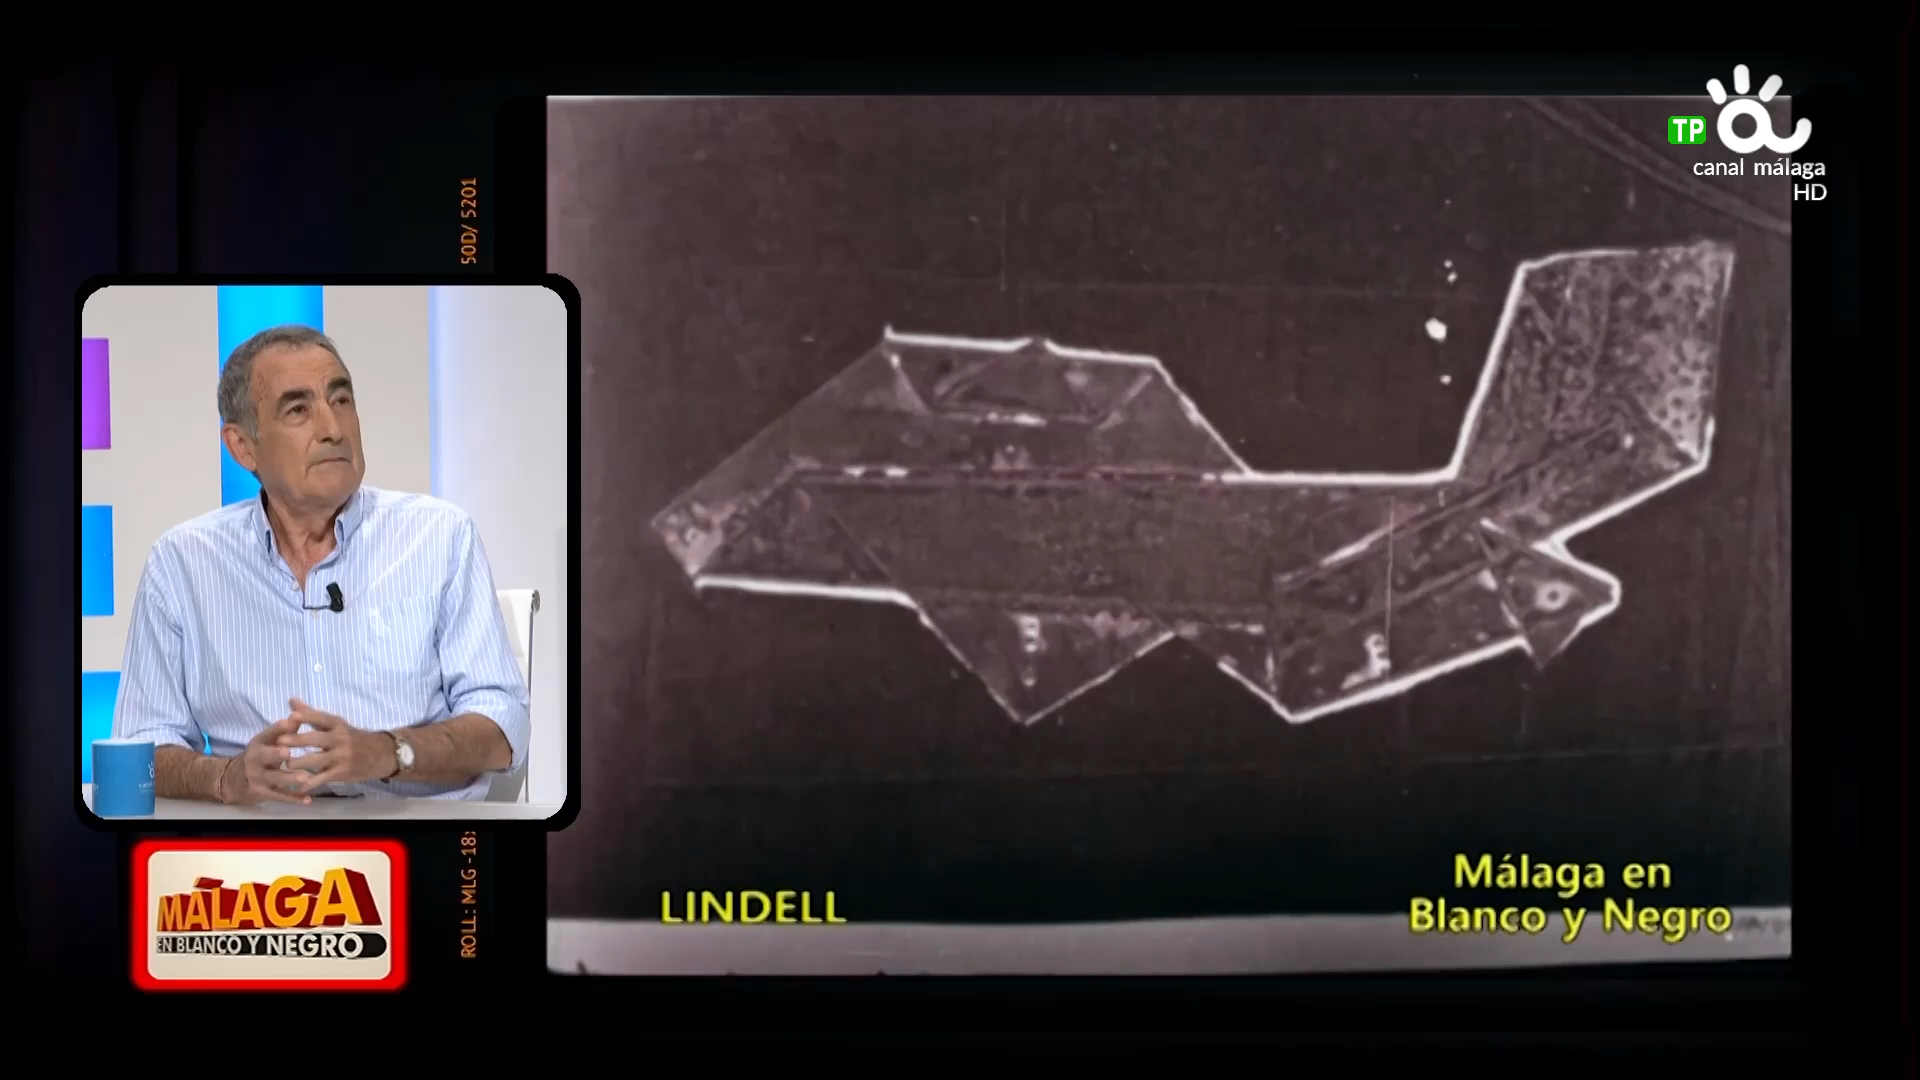 TP
canal málaga
HD
50D/ 5201
ROLL: MLG -18
MÁLAGA
EN BLANCO Y NEGRO
LINDELL
Málaga en
Blanco y Negro